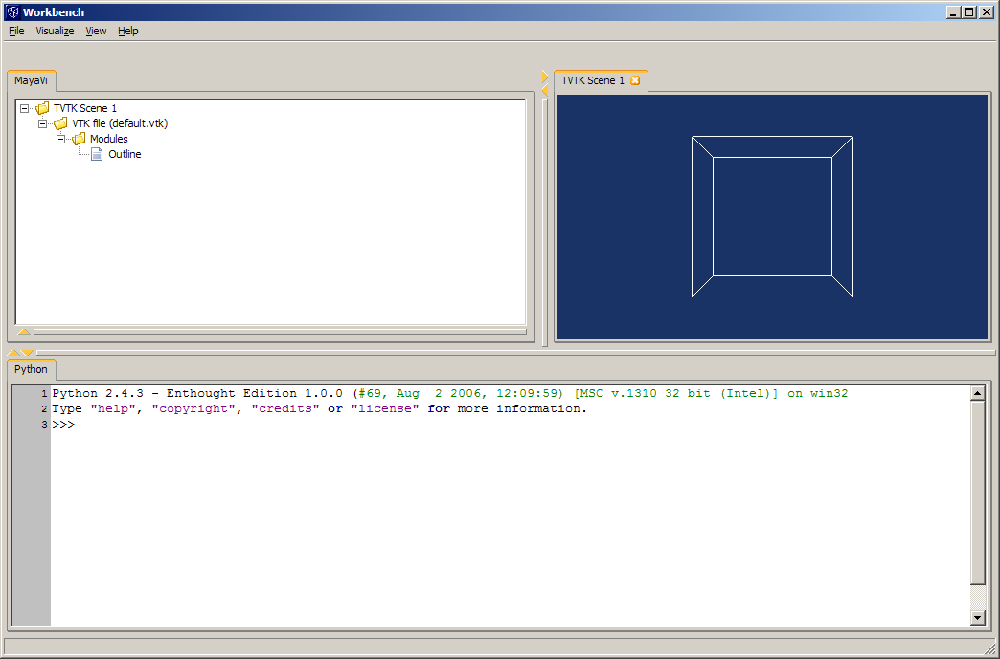 Workbench
File Visualize View Help
MayaVi
TVTK Scene 1
VTK file (default.vtk)
Modules
Outline
TVTK Scene 1
Python
1 Python 2.4.3 - Enthought Edition 1.0.0 (#69, Aug  2 2006, 12:09:59) [MSC v.1310 32 bit (Intel)] on win32
2 Type "help", "copyright", "credits" or "license" for more information.
3 >>>